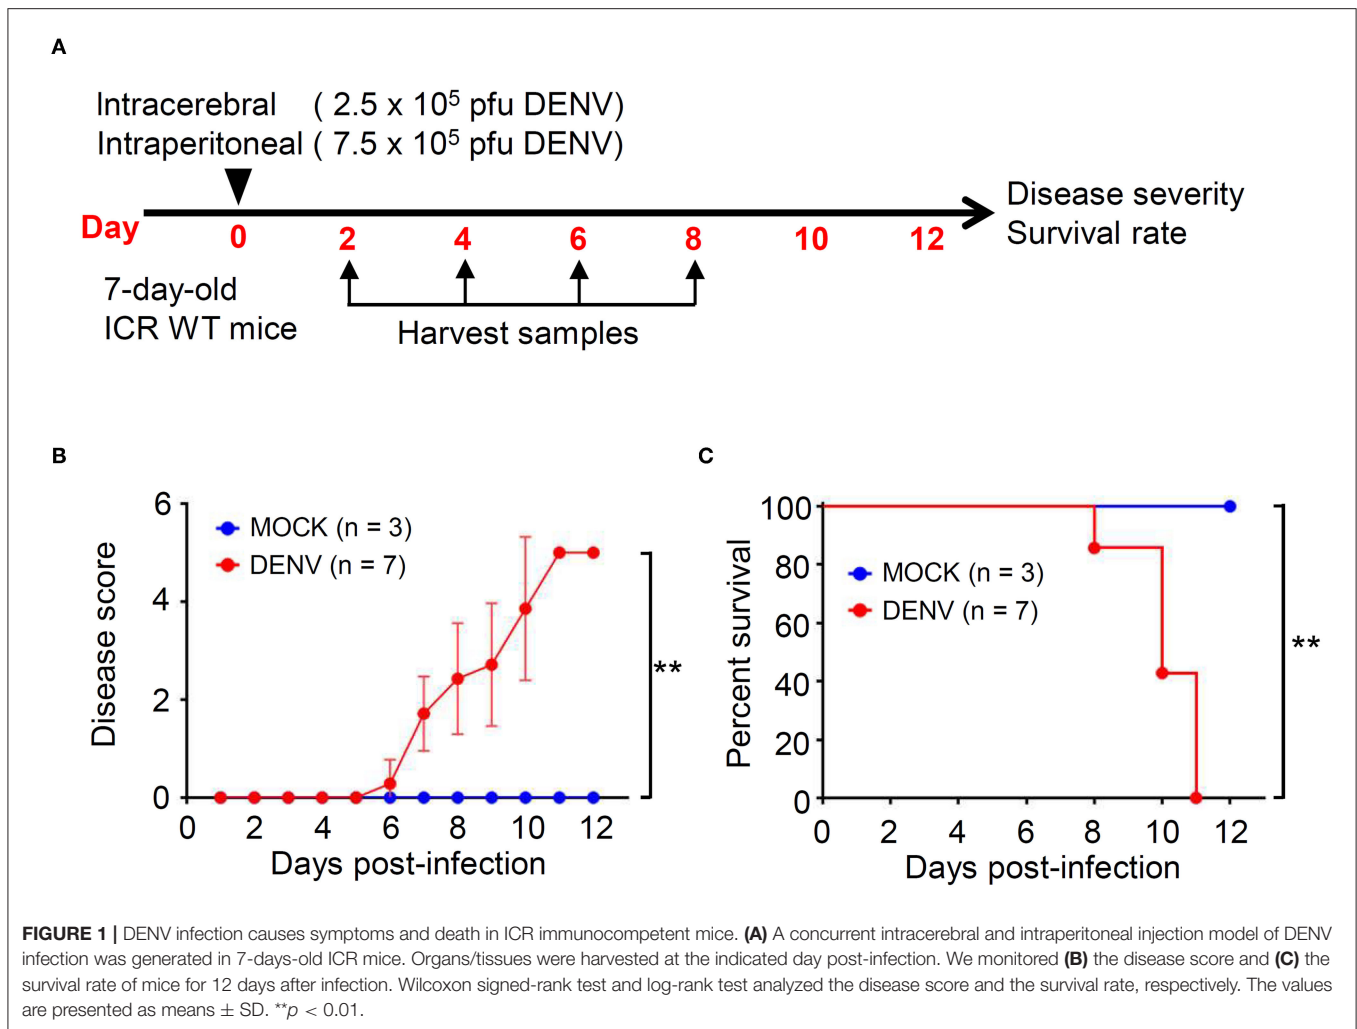 A
Intracerebral ( 2.5 x 10⁵ pfu DENV)
Intraperitoneal ( 7.5 x 10⁵ pfu DENV)
Day 0 2 4 6 8 10 12
Disease severity
Survival rate
7-day-old
ICR WT mice
Harvest samples
B
6
4
2
0
Disease score
MOCK (n = 3)
DENV (n = 7)
**
0 2 4 6 8 10 12
Days post-infection
C
100
80
60
40
20
0
Percent survival
MOCK (n = 3)
DENV (n = 7)
**
0 2 4 6 8 10 12
Days post-infection
FIGURE 1 | DENV infection causes symptoms and death in ICR immunocompetent mice. (A) A concurrent intracerebral and intraperitoneal injection model of DENV
infection was generated in 7-days-old ICR mice. Organs/tissues were harvested at the indicated day post-infection. We monitored (B) the disease score and (C) the
survival rate of mice for 12 days after infection. Wilcoxon signed-rank test and log-rank test analyzed the disease score and the survival rate, respectively. The values
are presented as means ± SD. **p < 0.01.